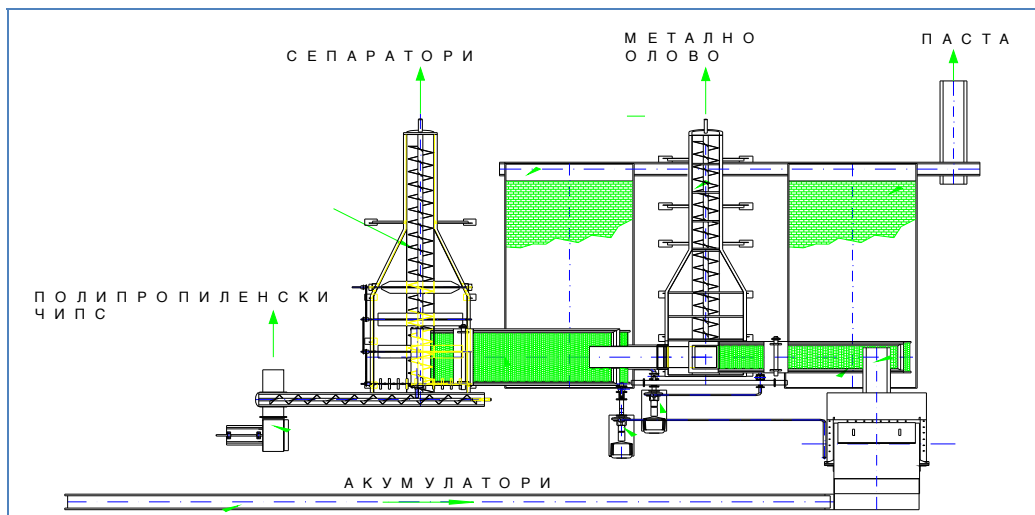 СЕПАРАТОРИ
МЕТАЛНО
ОЛОВО
ПАСТА
ПОЛИПРОПИЛЕНСКИ
ЧИПС
АКУМУЛАТОРИ